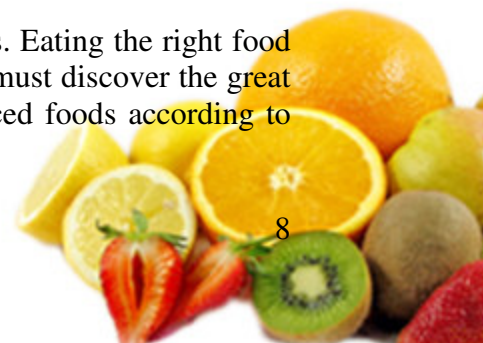 s. Eating the right food
must discover the great
ced foods according to
8